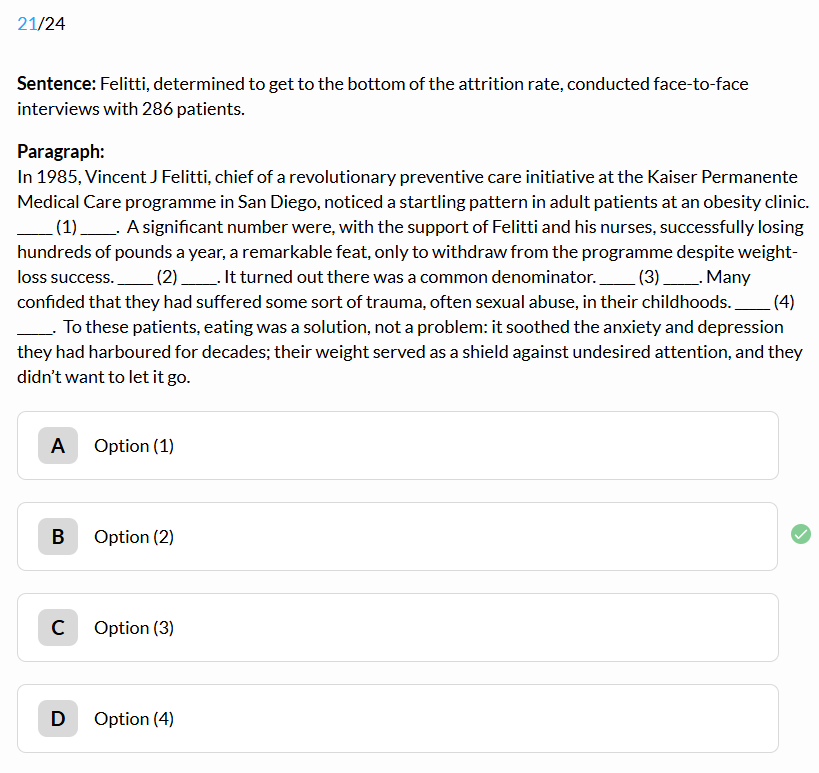 21/24
Sentence: Felitti, determined to get to the bottom of the attrition rate, conducted face-to-face
interviews with 286 patients.
Paragraph:
In 1985, Vincent J Felitti, chief of a revolutionary preventive care initiative at the Kaiser Permanente
Medical Care programme in San Diego, noticed a startling pattern in adult patients at an obesity clinic.
____ (1) ____. A significant number were, with the support of Felitti and his nurses, successfully losing
hundreds of pounds a year, a remarkable feat, only to withdraw from the programme despite weight-
loss success. ____ (2) ____. It turned out there was a common denominator. ____ (3) ____. Many
confided that they had suffered some sort of trauma, often sexual abuse, in their childhoods. ____ (4)
____. To these patients, eating was a solution, not a problem: it soothed the anxiety and depression
they had harboured for decades; their weight served as a shield against undesired attention, and they
didn't want to let it go.
A Option (1)
B Option (2)
C Option (3)
D Option (4)